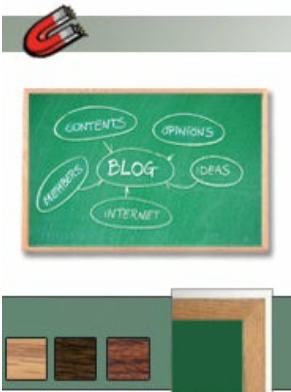 CONTENTS
OPINIONS
BLOG
IDEAS
MEMBERS
INTERNET